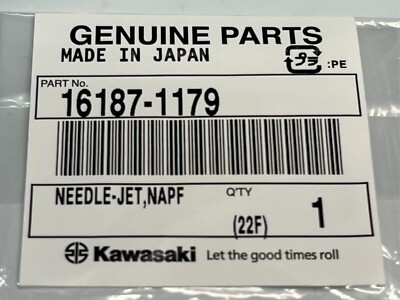 GENUINE PARTS
MADE IN JAPAN
プラ :PE
PART No.
16187-1179
NEEDLE-JET,NAPF
Q'TY
(22F) 1
Kawasaki Let the good times roll